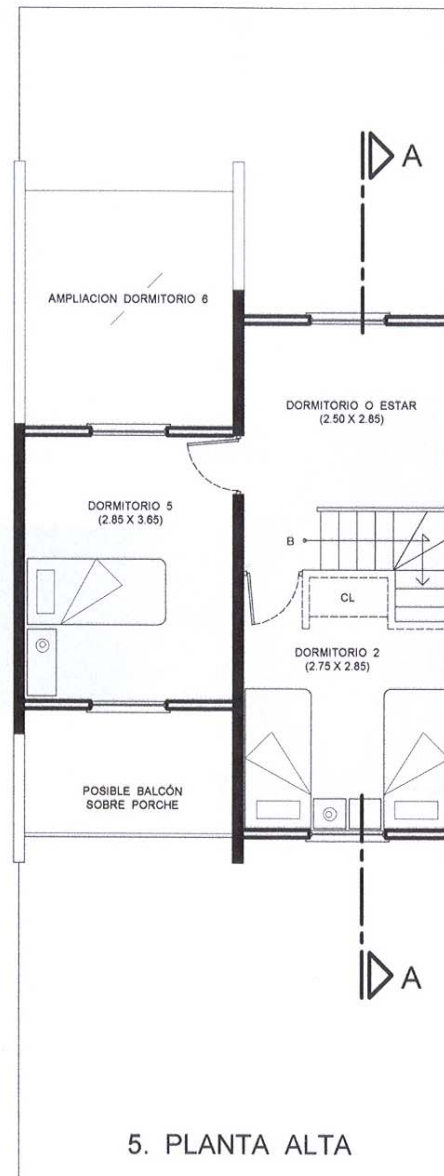 A
AMPLIACION DORMITORIO 6
DORMITORIO O ESTAR
(2.50 X 2.85)
DORMITORIO 5
(2.85 X 3.65)
B
CL
DORMITORIO 2
(2.75 X 2.85)
POSIBLE BALCÓN
SOBRE PORCHE
A
5. PLANTA ALTA